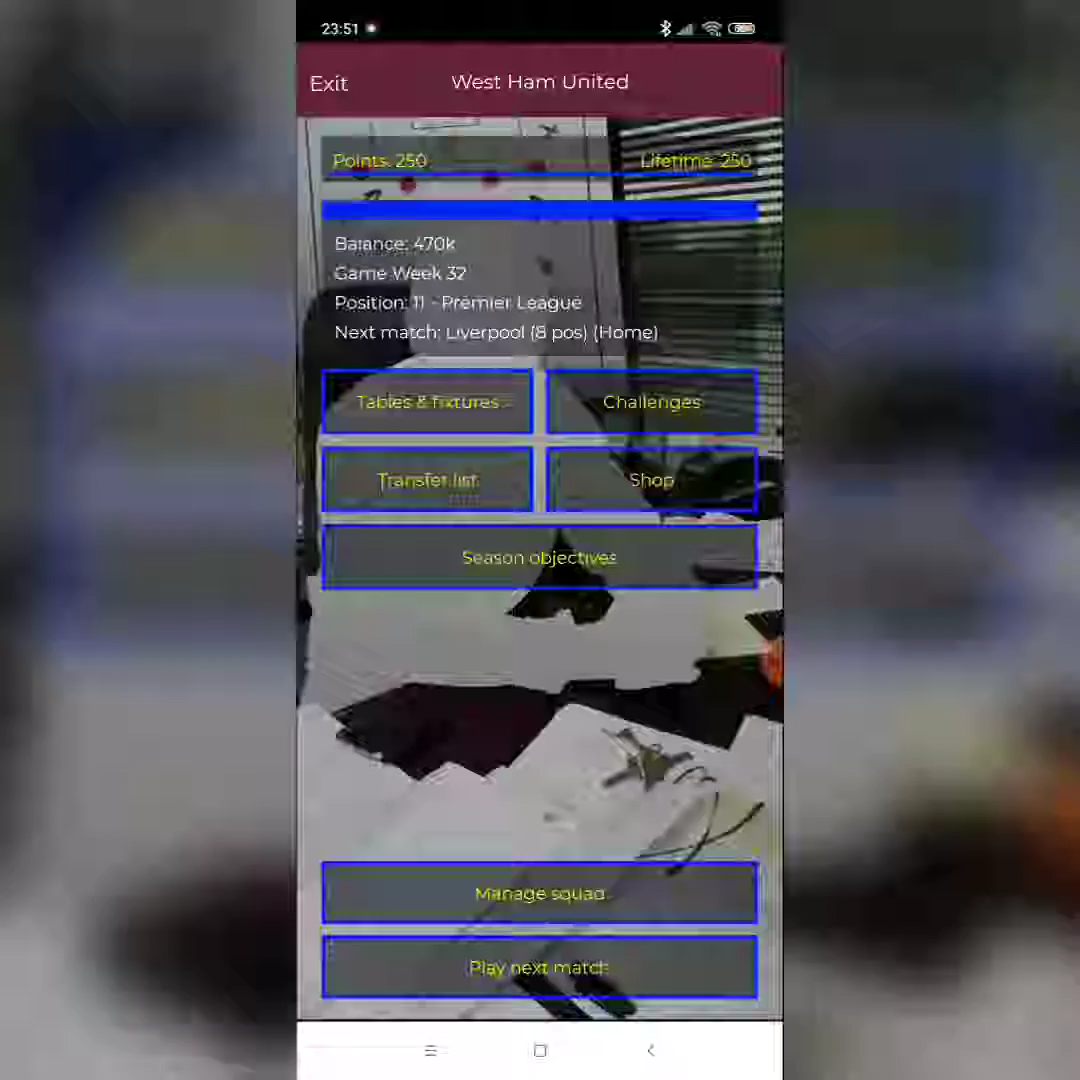 23:51
Exit
West Ham United
Points: 250
Lifetime: 250
Balance: 470k
Game Week 32
Position: 11 - Premier League
Next match: Liverpool (8 pos) (Home)
Tables & fixtures
Challenges
Transfer list
Shop
Season objectives
Manage squad
Play next match